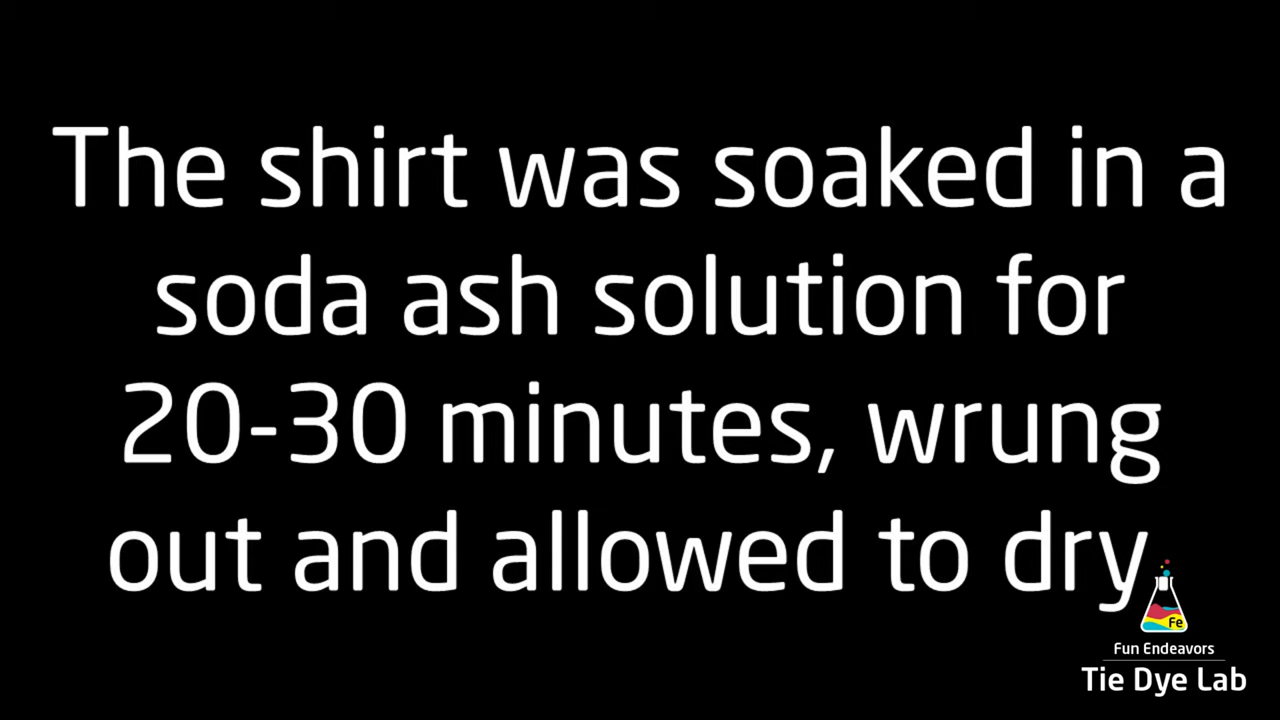 The shirt was soaked in a
soda ash solution for
20-30 minutes, wrung
out and allowed to dry
Fe
Fun Endeavors
Tie Dye Lab